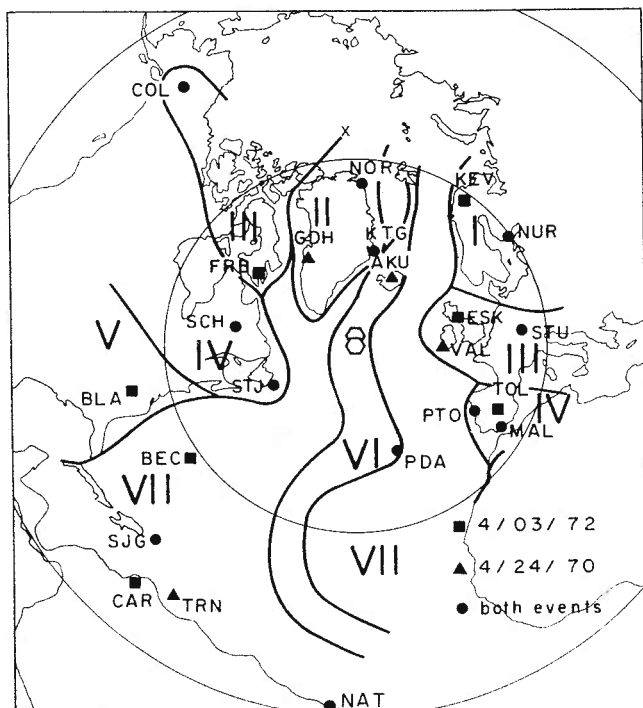 COL
X
NOR
I
KEV
II
III
I
NUR
GDH
KTG
FRB
AKU
ESK
SCH
STU
VAL
III
V
IV
TOL
STJ
IV
BLA
PTO
MAL
BEC
VI
PDA
VII
4/03/72
SJG
VII
4/24/70
CAR
TRN
both events
NAT